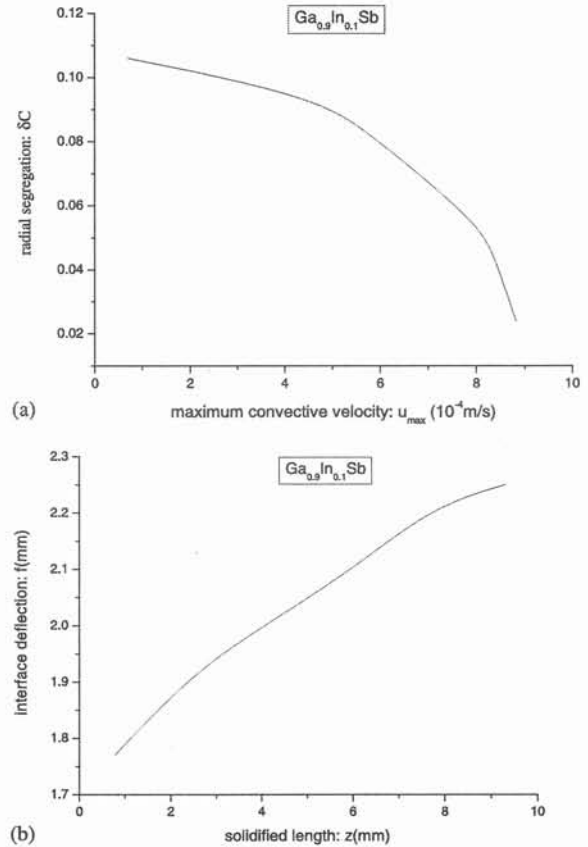 Ga₀.₉In₀.₁Sb
0.12
0.10
0.08
0.06
0.04
0.02
radial segregation: δC
0 2 4 6 8 10
(a)
maximum convective velocity: uₘₐₓ (10⁻⁴m/s)
Ga₀.₉In₀.₁Sb
2.3
2.2
2.1
2.0
1.9
1.8
1.7
interface deflection: f(mm)
0 2 4 6 8 10
(b)
solidified length: z(mm)